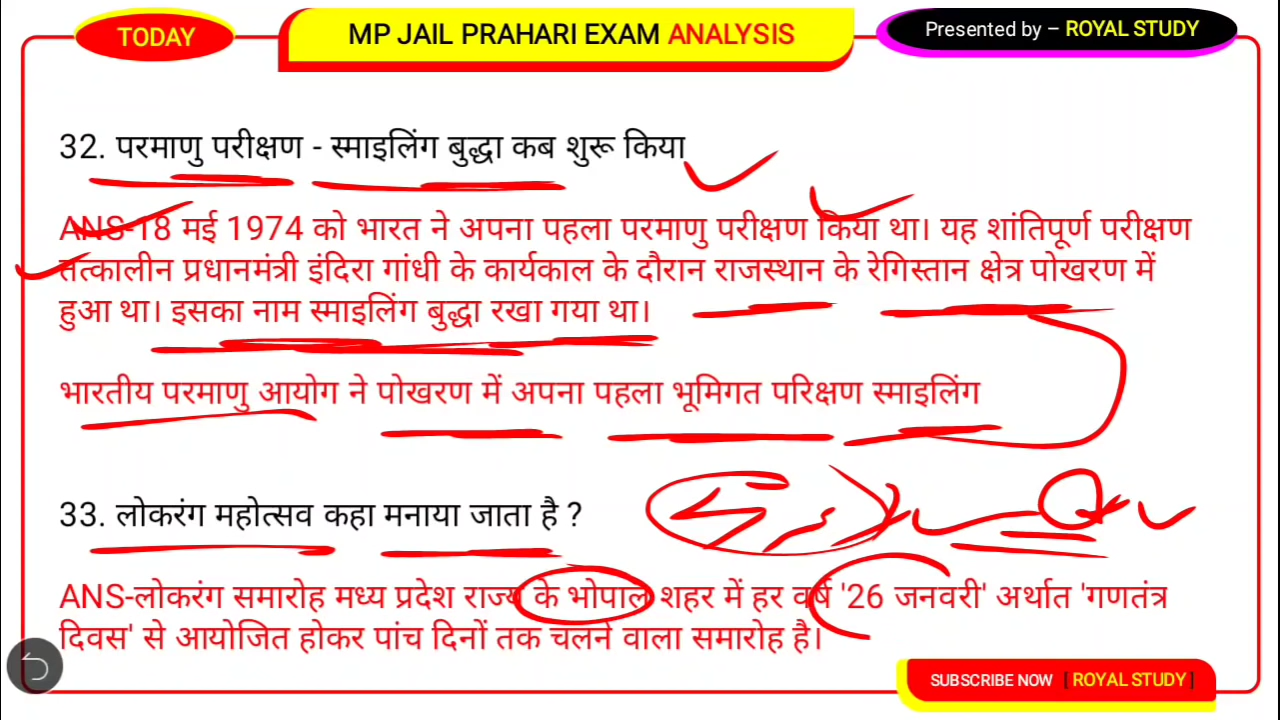 TODAY
MP JAIL PRAHARI EXAM ANALYSIS
Presented by – ROYAL STUDY
32. परमाणु परीक्षण - स्माइलिंग बुद्धा कब शुरू किया
ANS-18 मई 1974 को भारत ने अपना पहला परमाणु परीक्षण किया था। यह शांतिपूर्ण परीक्षण
तत्कालीन प्रधानमंत्री इंदिरा गांधी के कार्यकाल के दौरान राजस्थान के रेगिस्तान क्षेत्र पोखरण में
हुआ था। इसका नाम स्माइलिंग बुद्धा रखा गया था।
भारतीय परमाणु आयोग ने पोखरण में अपना पहला भूमिगत परिक्षण स्माइलिंग
33. लोकरंग महोत्सव कहा मनाया जाता है ?
ANS-लोकरंग समारोह मध्य प्रदेश राज्य के भोपाल शहर में हर वर्ष '26 जनवरी' अर्थात 'गणतंत्र
दिवस' से आयोजित होकर पांच दिनों तक चलने वाला समारोह है।
SUBSCRIBE NOW [ ROYAL STUDY ]